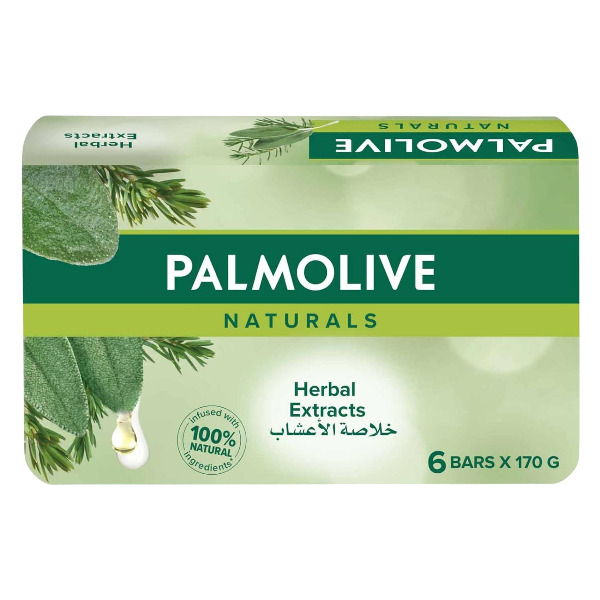 Herbal
Extracts
NATURALS
PALMOLIVE
PALMOLIVE
NATURALS
Herbal
Extracts
خلاصة الأعشاب
infused with
100%
NATURAL
ingredients*
6 BARS X 170 G